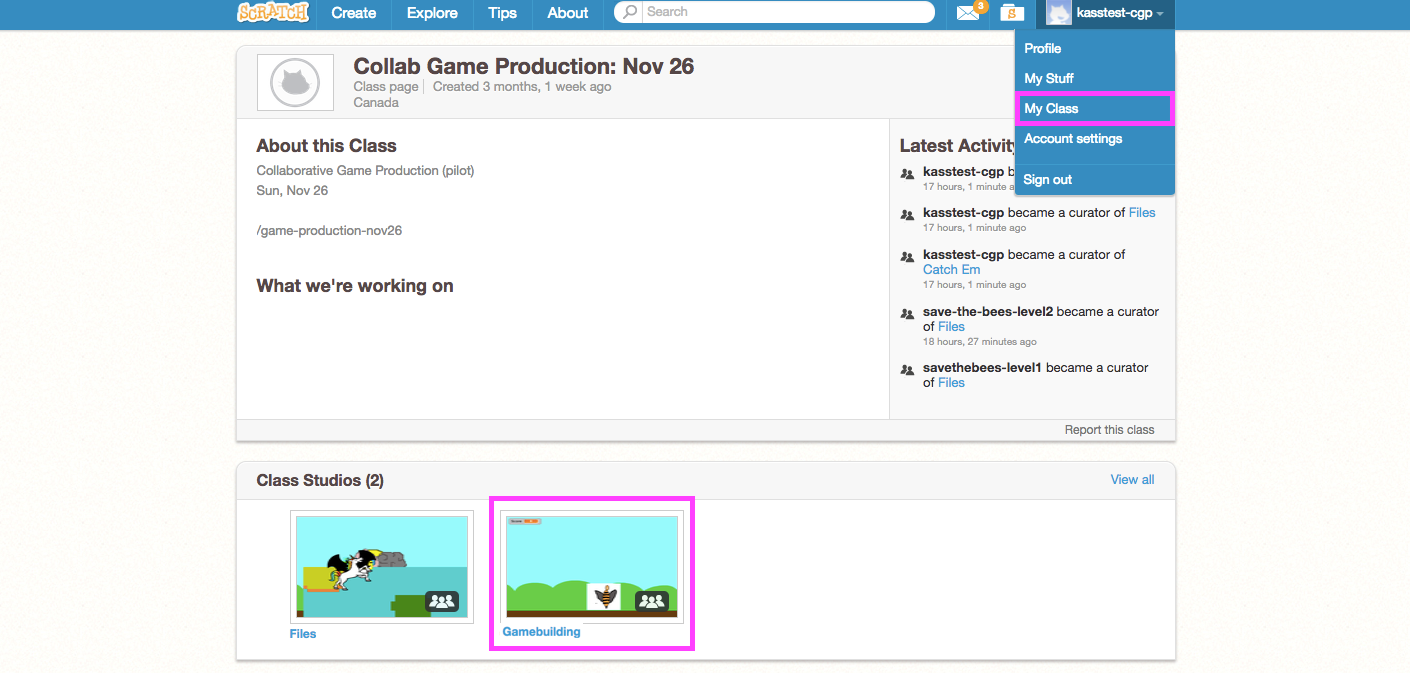 SCRATCH Create Explore Tips About Search 3 S kasstest-cgp
Profile
My Stuff
My Class
Account settings
Sign out
Collab Game Production: Nov 26
Class page Created 3 months, 1 week ago
Canada
About this Class
Collaborative Game Production (pilot)
Sun, Nov 26
/game-production-nov26
What we're working on
Latest Activity
kasstest-cgp b
17 hours, 1 minute a
kasstest-cgp became a curator of Files
17 hours, 1 minute ago
kasstest-cgp became a curator of
Catch Em
17 hours, 1 minute ago
save-the-bees-level2 became a curator
of Files
18 hours, 27 minutes ago
savethebees-level1 became a curator
of Files
Report this class
Class Studios (2) View all
Files
Gamebuilding